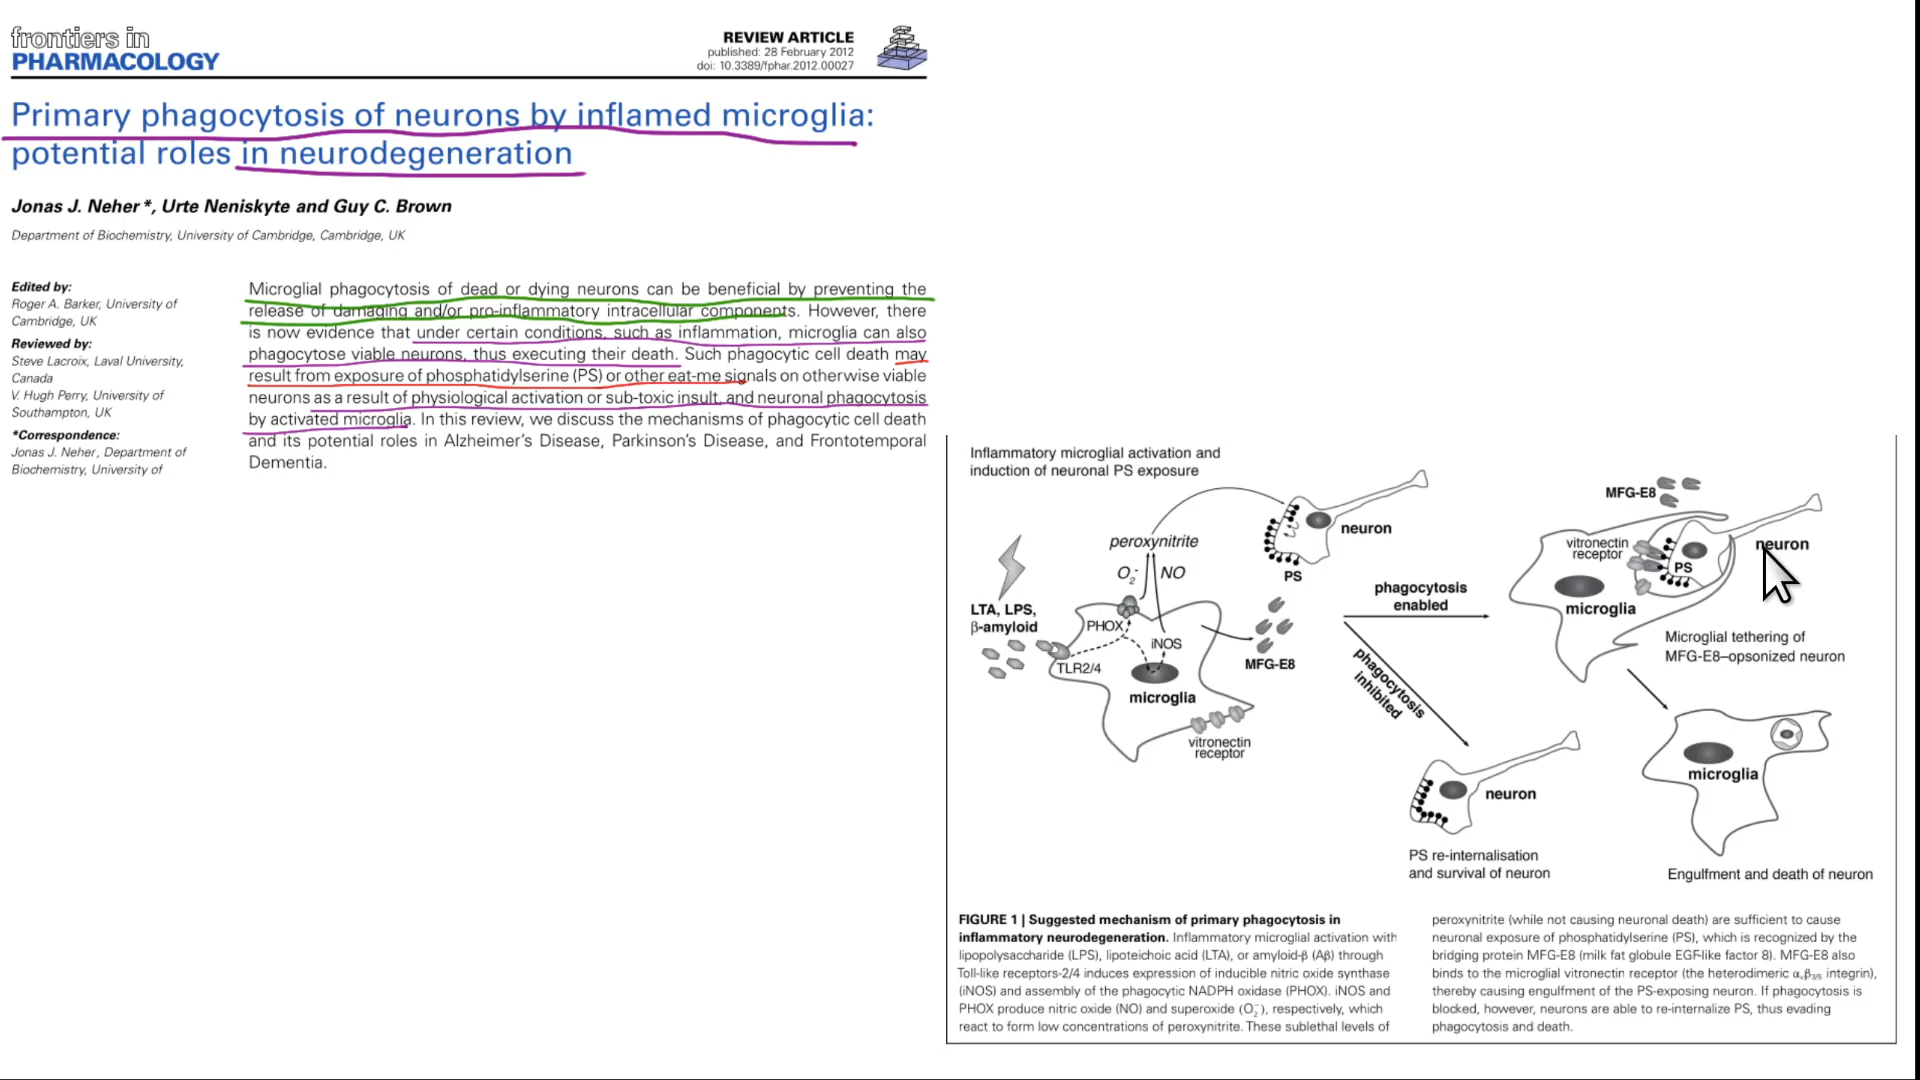 frontiers in
PHARMACOLOGY
REVIEW ARTICLE
published: 28 February 2012
doi: 10.3389/fphar.2012.00027
Primary phagocytosis of neurons by inflamed microglia:
potential roles in neurodegeneration
Jonas J. Neher*, Urte Neniskyte and Guy C. Brown
Department of Biochemistry, University of Cambridge, Cambridge, UK
Edited by:
Roger A. Barker, University of
Cambridge, UK
Reviewed by:
Steve Lacroix, Laval University,
Canada
V. Hugh Perry, University of
Southampton, UK
*Correspondence:
Jonas J. Neher, Department of
Biochemistry, University of
Microglial phagocytosis of dead or dying neurons can be beneficial by preventing the
release of damaging and/or pro-inflammatory intracellular components. However, there
is now evidence that under certain conditions, such as inflammation, microglia can also
phagocytose viable neurons, thus executing their death. Such phagocytic cell death may
result from exposure of phosphatidylserine (PS) or other eat-me signals on otherwise viable
neurons as a result of physiological activation or sub-toxic insult, and neuronal phagocytosis
by activated microglia. In this review, we discuss the mechanisms of phagocytic cell death
and its potential roles in Alzheimer's Disease, Parkinson's Disease, and Frontotemporal
Dementia.
Inflammatory microglial activation and
induction of neuronal PS exposure
LTA, LPS,
β-amyloid
TLR2/4
PHOX
iNOS
microglia
vitronectin
receptor
peroxynitrite
O₂⁻ NO
neuron
PS
MFG-E8
phagocytosis
enabled
phagocytosis
inhibited
MFG-E8
vitronectin
receptor
PS
neuron
microglia
Microglial tethering of
MFG-E8–opsonized neuron
neuron
PS re-internalisation
and survival of neuron
microglia
Engulfment and death of neuron
FIGURE 1 | Suggested mechanism of primary phagocytosis in
inflammatory neurodegeneration. Inflammatory microglial activation with
lipopolysaccharide (LPS), lipoteichoic acid (LTA), or amyloid-β (Aβ) through
Toll-like receptors-2/4 induces expression of inducible nitric oxide synthase
(iNOS) and assembly of the phagocytic NADPH oxidase (PHOX). iNOS and
PHOX produce nitric oxide (NO) and superoxide (O₂⁻), respectively, which
react to form low concentrations of peroxynitrite. These sublethal levels of
peroxynitrite (while not causing neuronal death) are sufficient to cause
neuronal exposure of phosphatidylserine (PS), which is recognized by the
bridging protein MFG-E8 (milk fat globule EGF-like factor 8). MFG-E8 also
binds to the microglial vitronectin receptor (the heterodimeric αᵥβ₃/₅ integrin),
thereby causing engulfment of the PS-exposing neuron. If phagocytosis is
blocked, however, neurons are able to re-internalize PS, thus evading
phagocytosis and death.